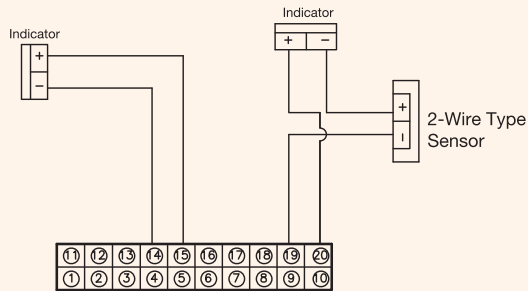 Indicator
+ −
Indicator
+
−
+
−
2-Wire Type
Sensor
11 12 13 14 15 16 17 18 19 20
1 2 3 4 5 6 7 8 9 10